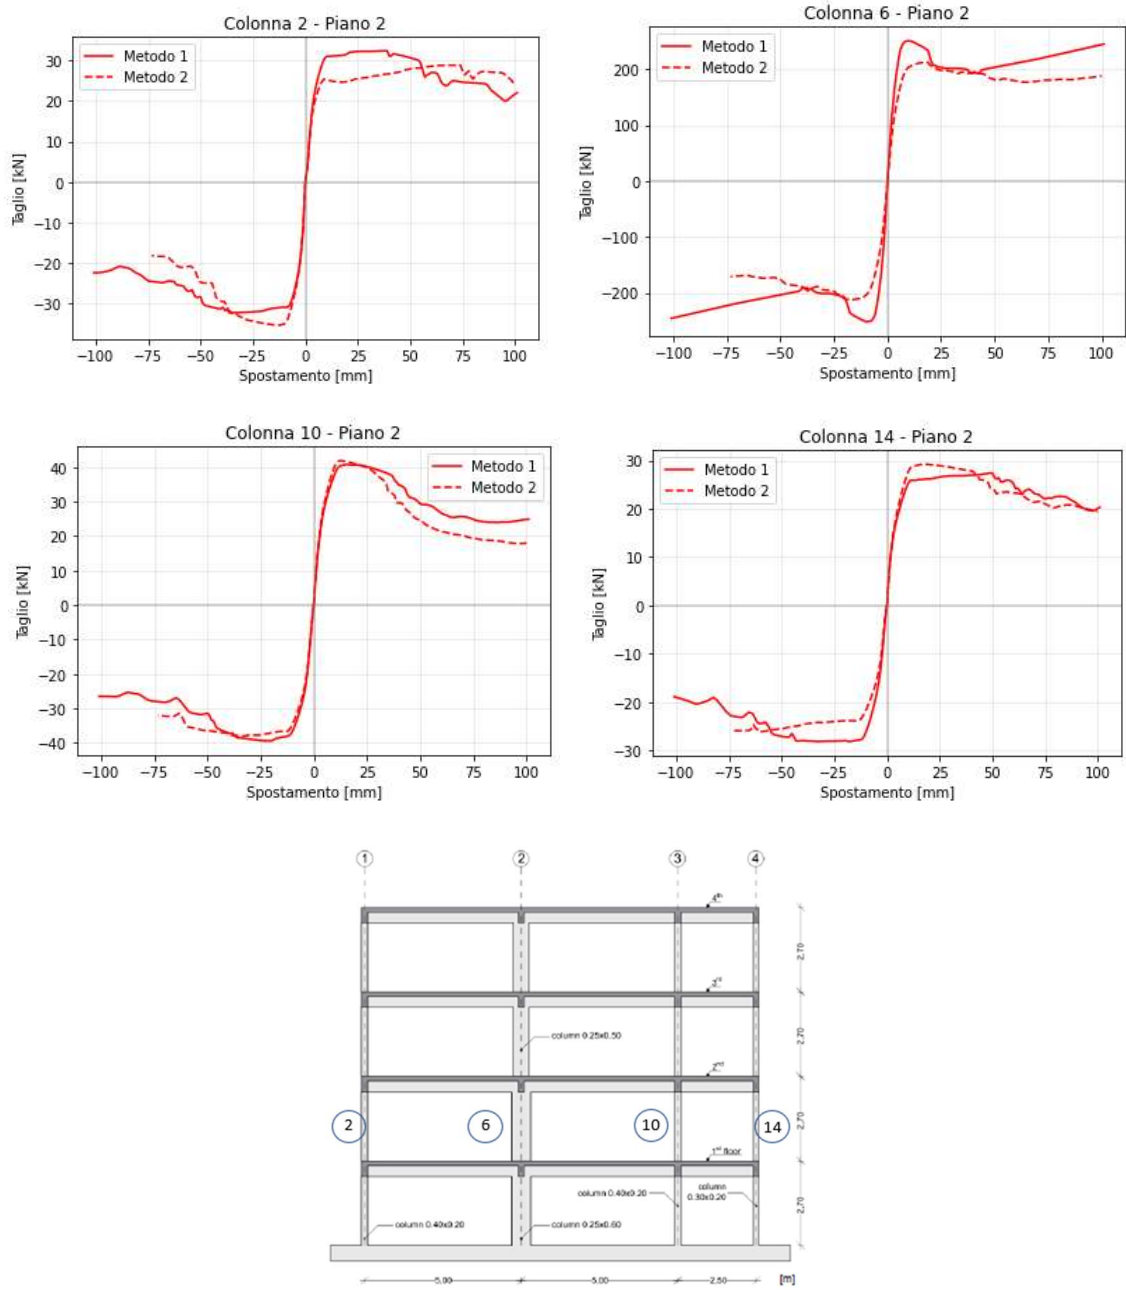 Colonna 2 - Piano 2
Metodo 1
Metodo 2
30
20
10
0
−10
−20
−30
Taglio [kN]
−100 −75 −50 −25 0 25 50 75 100
Spostamento [mm]
Colonna 6 - Piano 2
Metodo 1
Metodo 2
200
100
0
−100
−200
Taglio [kN]
−100 −75 −50 −25 0 25 50 75 100
Spostamento [mm]
Colonna 10 - Piano 2
Metodo 1
Metodo 2
40
30
20
10
0
−10
−20
−30
−40
Taglio [kN]
−100 −75 −50 −25 0 25 50 75 100
Spostamento [mm]
Colonna 14 - Piano 2
Metodo 1
Metodo 2
30
20
10
0
−10
−20
−30
Taglio [kN]
−100 −75 −50 −25 0 25 50 75 100
Spostamento [mm]
1 2 3 4
4th
2,70
column 0.25x0.50
2,70
2nd
2 6 10 14
2,70
1st floor
column 0.40x0.20
column
0.30x0.20
column 0.40x0.20
column 0.25x0.60
2,70
5,00 5,00 2,50 [m]